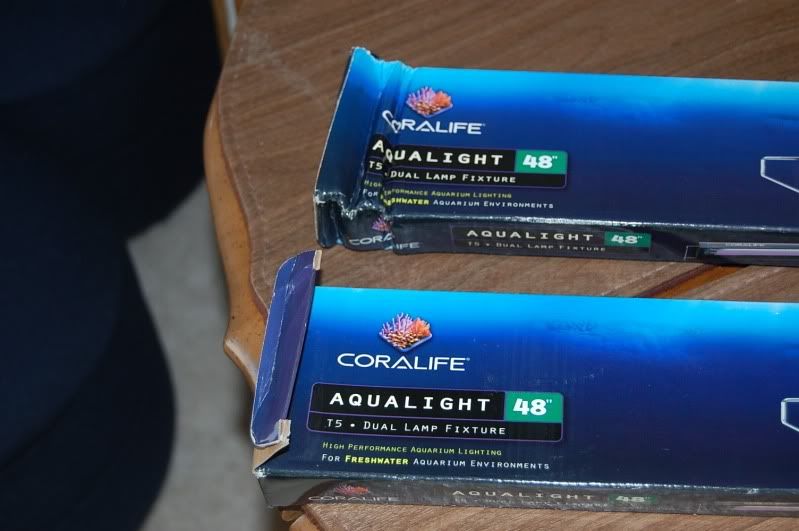 CORALIFE
AQUALIGHT 48"
T5 • DUAL LAMP FIXTURE
HIGH PERFORMANCE AQUARIUM LIGHTING
FOR FRESHWATER AQUARIUM ENVIRONMENTS
CORALIFE AQUALIGHT 48"
T5 • DUAL LAMP FIXTURE
CORALIFE
CORALIFE
AQUALIGHT 48"
T5 • DUAL LAMP FIXTURE
HIGH PERFORMANCE AQUARIUM LIGHTING
FOR FRESHWATER AQUARIUM ENVIRONMENTS
CORALIFE AQUALIGHT 48"